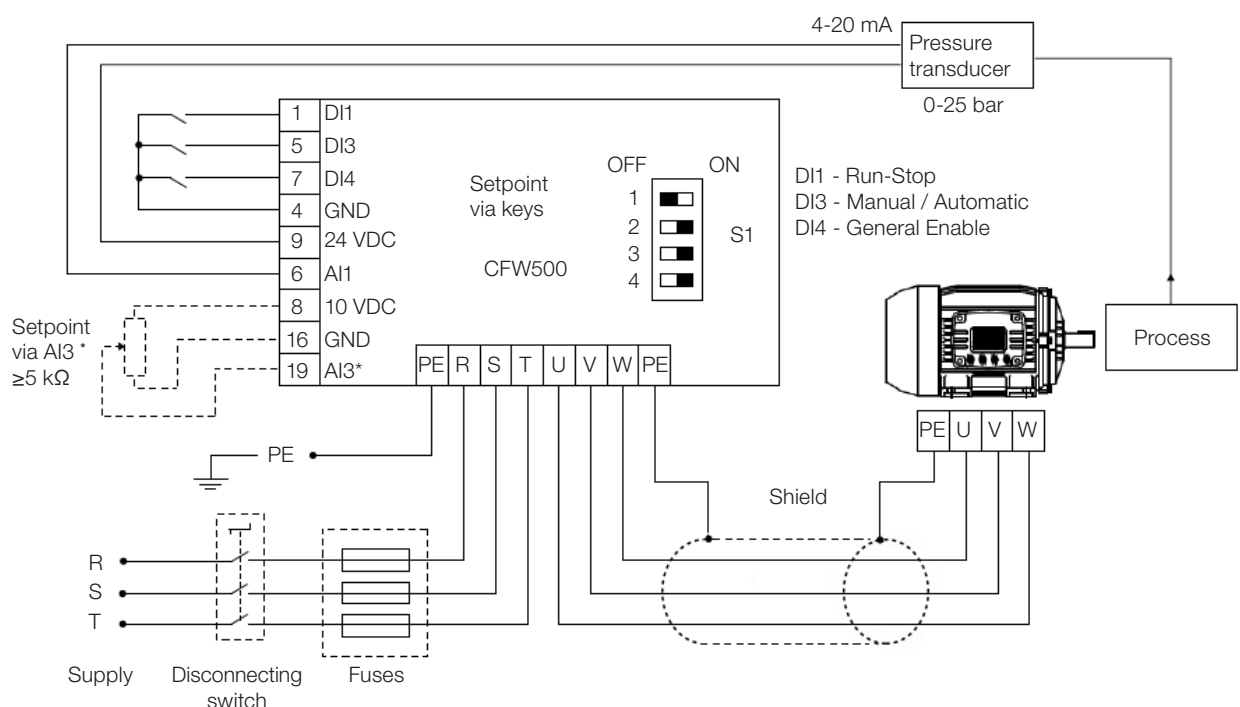 4-20 mA
Pressure
transducer
0-25 bar
1 DI1
5 DI3
7 DI4
4 GND
9 24 VDC
6 AI1
8 10 VDC
16 GND
19 AI3*
Setpoint
via keys
CFW500
OFF ON
1
2
3
4
S1
DI1 - Run-Stop
DI3 - Manual / Automatic
DI4 - General Enable
Setpoint
via AI3 *
≥5 kΩ
PE R S T U V W PE
Process
PE U V W
PE
Shield
R
S
T
Supply
Disconnecting
switch
Fuses